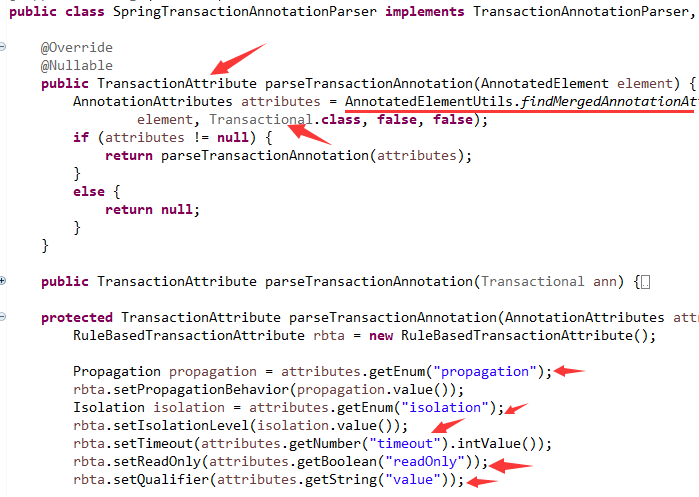 public class SpringTransactionAnnotationParser implements TransactionAnnotationParser,
@Override
@Nullable
public TransactionAttribute parseTransactionAnnotation(AnnotatedElement element) {
AnnotationAttributes attributes = AnnotatedElementUtils.findMergedAnnotationAt
element, Transactional.class, false, false);
if (attributes != null) {
return parseTransactionAnnotation(attributes);
}
else {
return null;
}
}
public TransactionAttribute parseTransactionAnnotation(Transactional ann) {
protected TransactionAttribute parseTransactionAnnotation(AnnotationAttributes att
RuleBasedTransactionAttribute rbta = new RuleBasedTransactionAttribute();
Propagation propagation = attributes.getEnum("propagation");
rbta.setPropagationBehavior(propagation.value());
Isolation isolation = attributes.getEnum("isolation");
rbta.setIsolationLevel(isolation.value());
rbta.setTimeout(attributes.getNumber("timeout").intValue());
rbta.setReadOnly(attributes.getBoolean("readOnly"));
rbta.setQualifier(attributes.getString("value"));